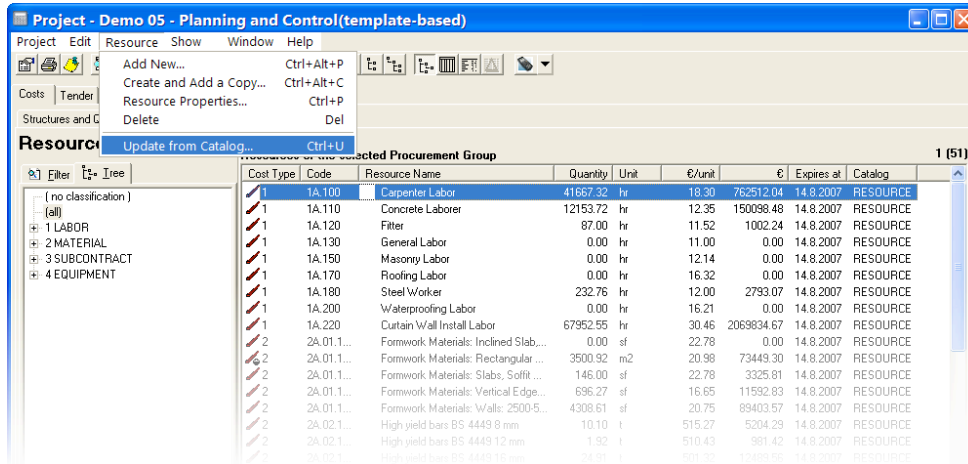 Project - Demo 05 - Planning and Control(template-based)
Project Edit Resource Show Window Help
Add New... Ctrl+Alt+P
Create and Add a Copy... Ctrl+Alt+C
Resource Properties... Ctrl+P
Delete Del
Update from Catalog... Ctrl+U
Costs Tender
Structures and Q
Resourc
Resources of the Selected Procurement Group 1 (51)
Filter Tree
( no classification )
(all)
1 LABOR
2 MATERIAL
3 SUBCONTRACT
4 EQUIPMENT
Cost Type Code Resource Name Quantity Unit €/unit € Expires at Catalog
1 1A.100 Carpenter Labor 41667.32 hr 18.30 762512.04 14.8.2007 RESOURCE
1 1A.110 Concrete Laborer 12153.72 hr 12.35 150098.48 14.8.2007 RESOURCE
1 1A.120 Fitter 87.00 hr 11.52 1002.24 14.8.2007 RESOURCE
1 1A.130 General Labor 0.00 hr 11.00 0.00 14.8.2007 RESOURCE
1 1A.150 Masonry Labor 0.00 hr 12.14 0.00 14.8.2007 RESOURCE
1 1A.170 Roofing Labor 0.00 hr 16.32 0.00 14.8.2007 RESOURCE
1 1A.180 Steel Worker 232.76 hr 12.00 2793.07 14.8.2007 RESOURCE
1 1A.200 Waterproofing Labor 0.00 hr 16.21 0.00 14.8.2007 RESOURCE
1 1A.220 Curtain Wall Install Labor 67952.55 hr 30.46 2069834.67 14.8.2007 RESOURCE
2 2A.01.1... Formwork Materials: Inclined Slab,... 0.00 sf 22.78 0.00 14.8.2007 RESOURCE
2 2A.01.1... Formwork Materials: Rectangular ... 3500.92 m2 20.98 73449.30 14.8.2007 RESOURCE
2 2A.01.1... Formwork Materials: Slabs, Soffit ... 146.00 sf 22.78 3325.81 14.8.2007 RESOURCE
2 2A.01.1... Formwork Materials: Vertical Edge... 696.27 sf 16.65 11592.83 14.8.2007 RESOURCE
2 2A.01.1... Formwork Materials: Walls: 2500-5... 4308.61 sf 20.75 89403.57 14.8.2007 RESOURCE
2 2A.02.1... High yield bars BS 4449 8 mm 10.10 t 515.27 5204.29 14.8.2007 RESOURCE
2 2A.02.1... High yield bars BS 4449 12 mm 1.92 t 510.43 981.42 14.8.2007 RESOURCE
2 2A.02.1... High yield bars BS 4449 16 mm 24.91 t 14.8.2007 RESOURCE